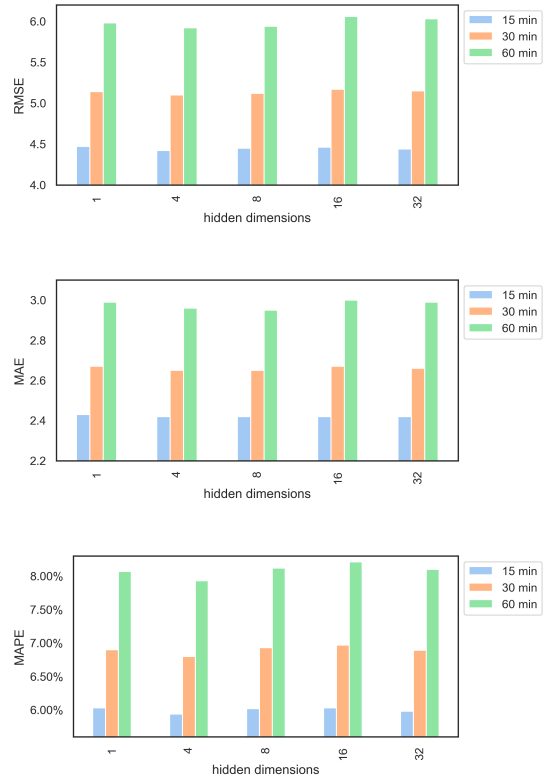 6.0
5.5
5.0
4.5
4.0
RMSE
1 4 8 16 32
hidden dimensions
15 min
30 min
60 min
3.0
2.8
2.6
2.4
2.2
MAE
1 4 8 16 32
hidden dimensions
15 min
30 min
60 min
8.00%
7.50%
7.00%
6.50%
6.00%
MAPE
1 4 8 16 32
hidden dimensions
15 min
30 min
60 min